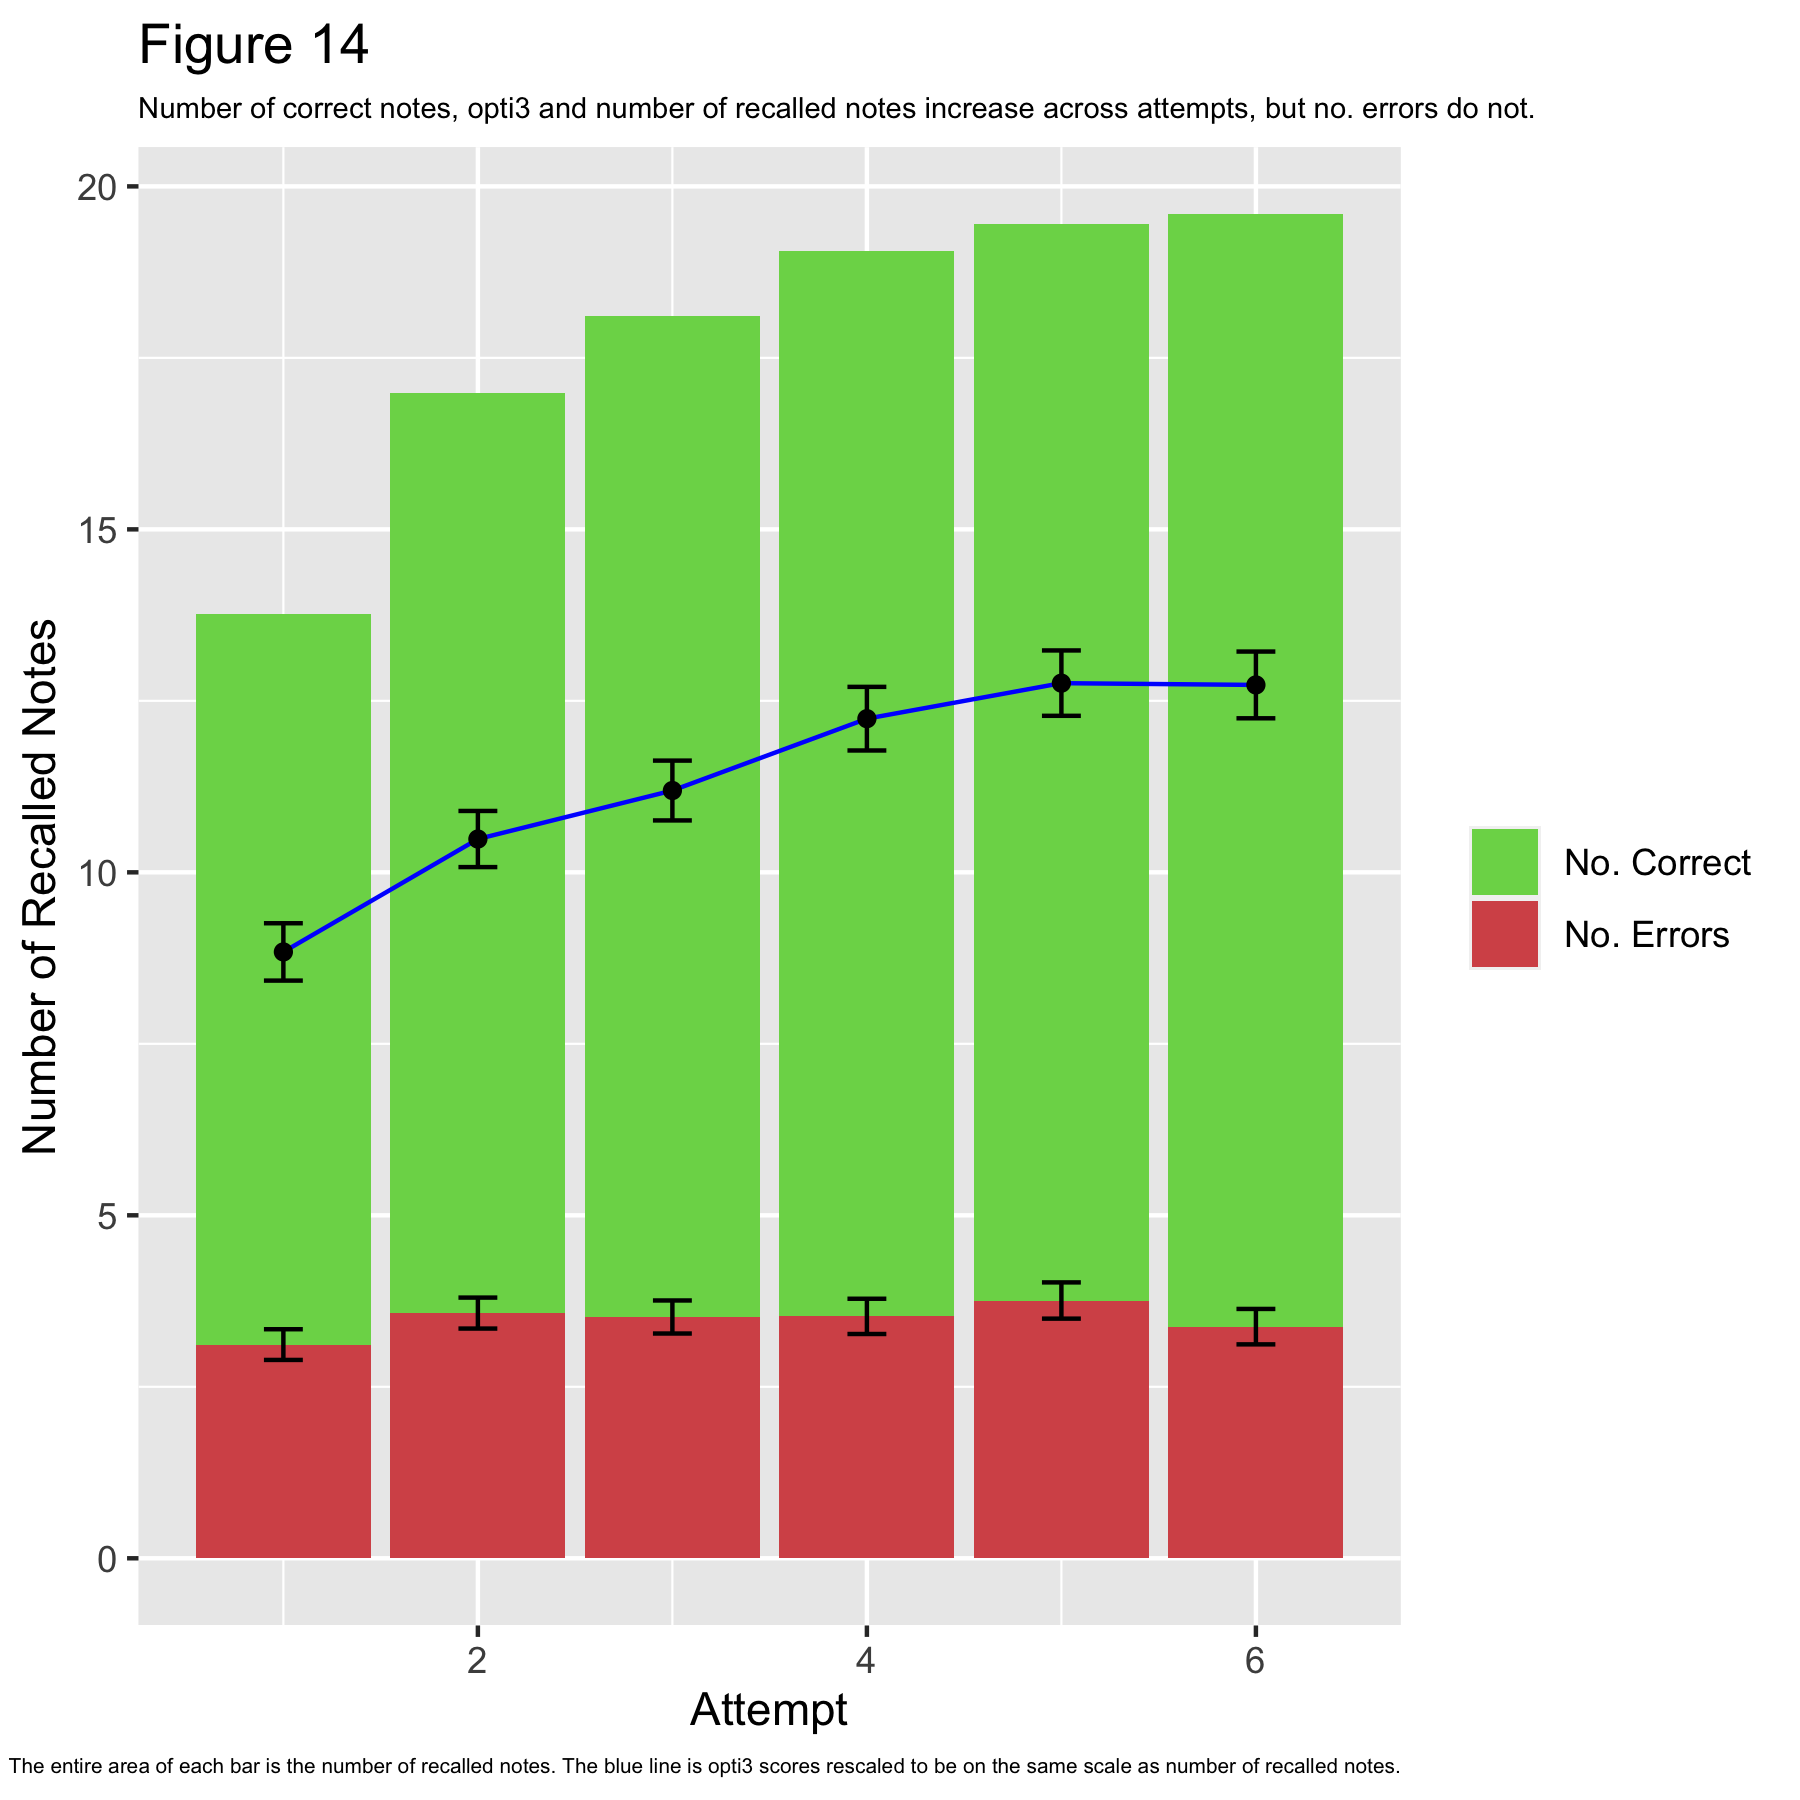 Figure 14
Number of correct notes, opti3 and number of recalled notes increase across attempts, but no. errors do not.
20
15
10
5
0
Number of Recalled Notes
2
4
6
Attempt
No. Correct
No. Errors
The entire area of each bar is the number of recalled notes. The blue line is opti3 scores rescaled to be on the same scale as number of recalled notes.